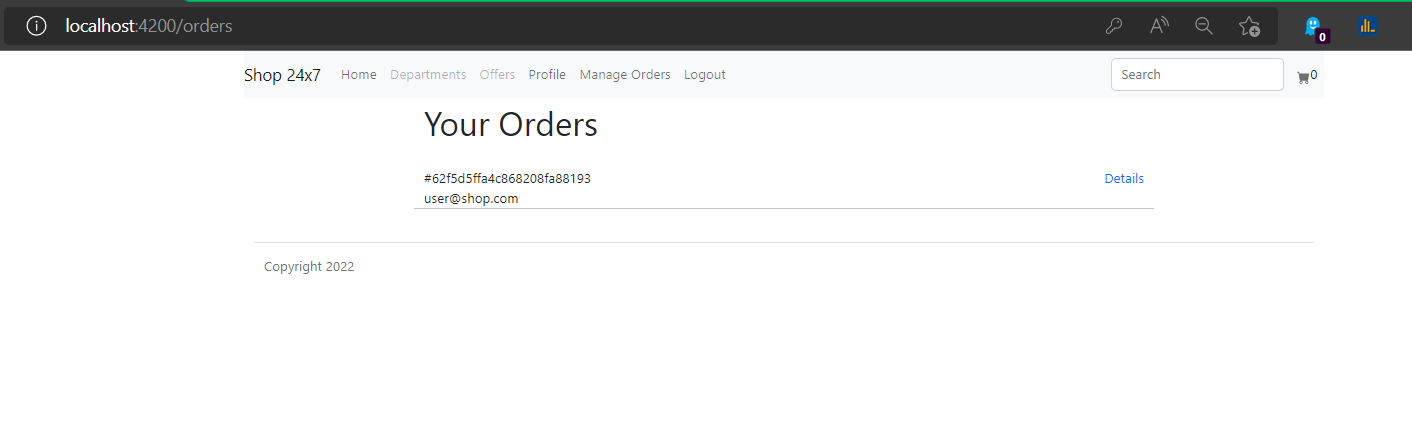 localhost:4200/orders
0
Shop 24x7 Home Departments Offers Profile Manage Orders Logout Search 0
Your Orders
#62f5d5ffa4c868208fa88193 Details
user@shop.com
Copyright 2022